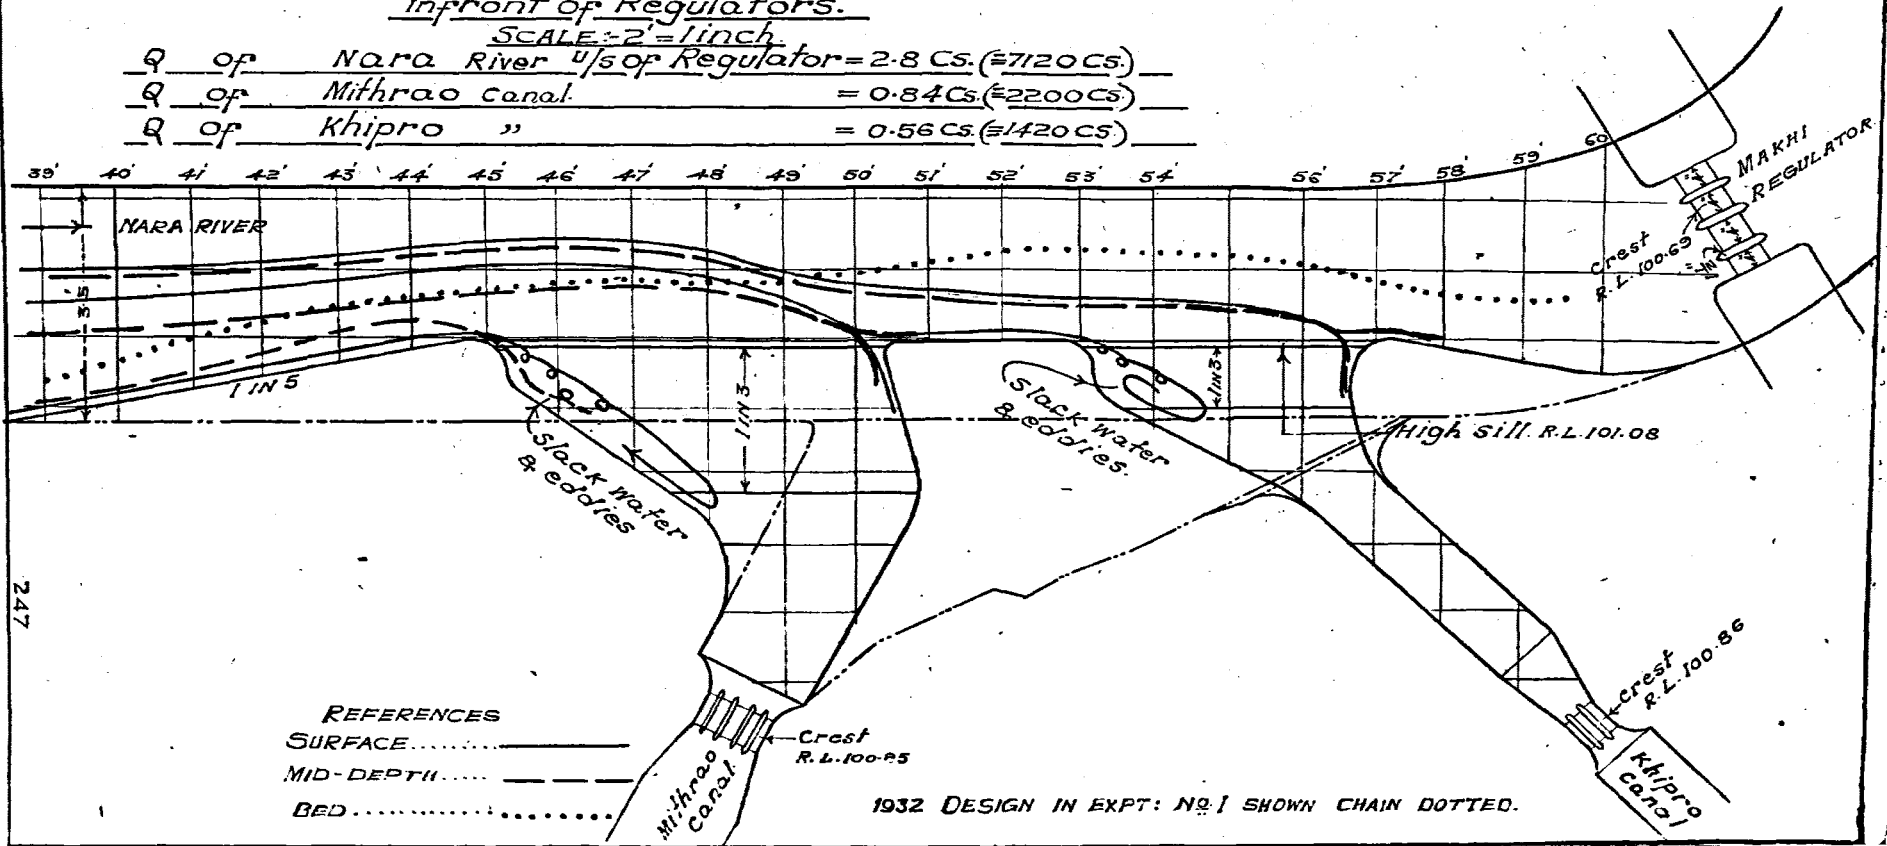 Infront of Regulators.
SCALE:-2'=1inch
Q of Nara River u/s of Regulator = 2.8 Cs. (≡7120 Cs.)
Q of Mithrao Canal. = 0.84 Cs. (≡2200 Cs)
Q of Khipro " = 0.56 Cs. (≡1420 CS)
39' 40' 41' 42' 43' 44' 45' 46' 47' 48' 49' 50' 51' 52' 53' 54' 56' 57' 58' 59' 60'
MAKHI
REGULATOR
NARA RIVER
Crest
R.L.100.69
3.5'
1 IN 5
1 IN 3
1 IN 3
Slack water
& eddies
Slack water
& eddies.
High sill. R.L.101.08
247
Crest
R.L.100.86
REFERENCES
SURFACE
MID-DEPTH
BED
Crest
Mithrao
Canal.
Khipro
Canal
1932 DESIGN IN EXPT: No. 1 SHOWN CHAIN DOTTED.